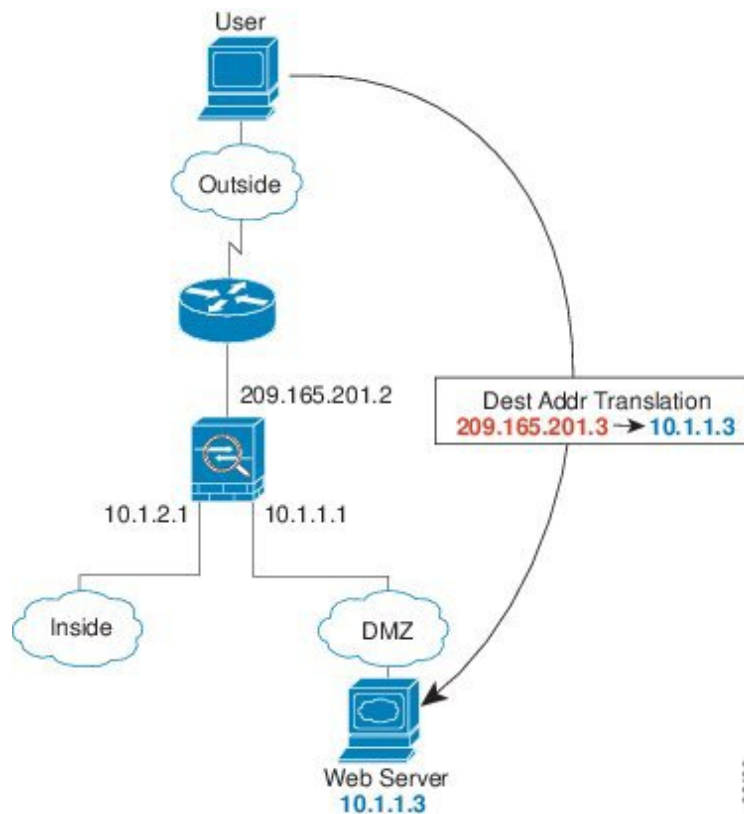 User
Outside
209.165.201.2
Dest Addr Translation
209.165.201.3 → 10.1.1.3
10.1.2.1
10.1.1.1
Inside
DMZ
Web Server
10.1.1.3